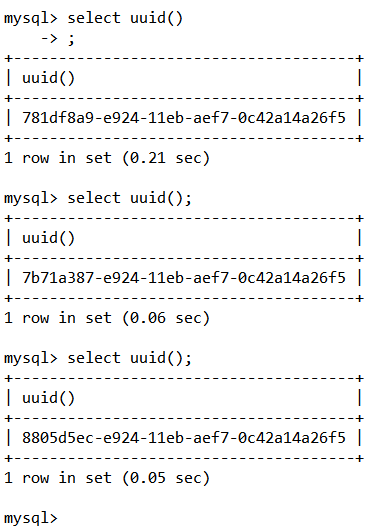 mysql> select uuid()
    -> ;
+--------------------------------------+
| uuid()                               |
+--------------------------------------+
| 781df8a9-e924-11eb-aef7-0c42a14a26f5 |
+--------------------------------------+
1 row in set (0.21 sec)

mysql> select uuid();
+--------------------------------------+
| uuid()                               |
+--------------------------------------+
| 7b71a387-e924-11eb-aef7-0c42a14a26f5 |
+--------------------------------------+
1 row in set (0.06 sec)

mysql> select uuid();
+--------------------------------------+
| uuid()                               |
+--------------------------------------+
| 8805d5ec-e924-11eb-aef7-0c42a14a26f5 |
+--------------------------------------+
1 row in set (0.05 sec)

mysql>